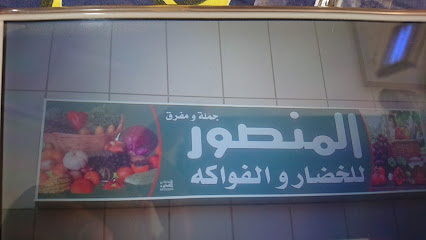 جملة و مفرق
المنصور
للخضار و الفواكه